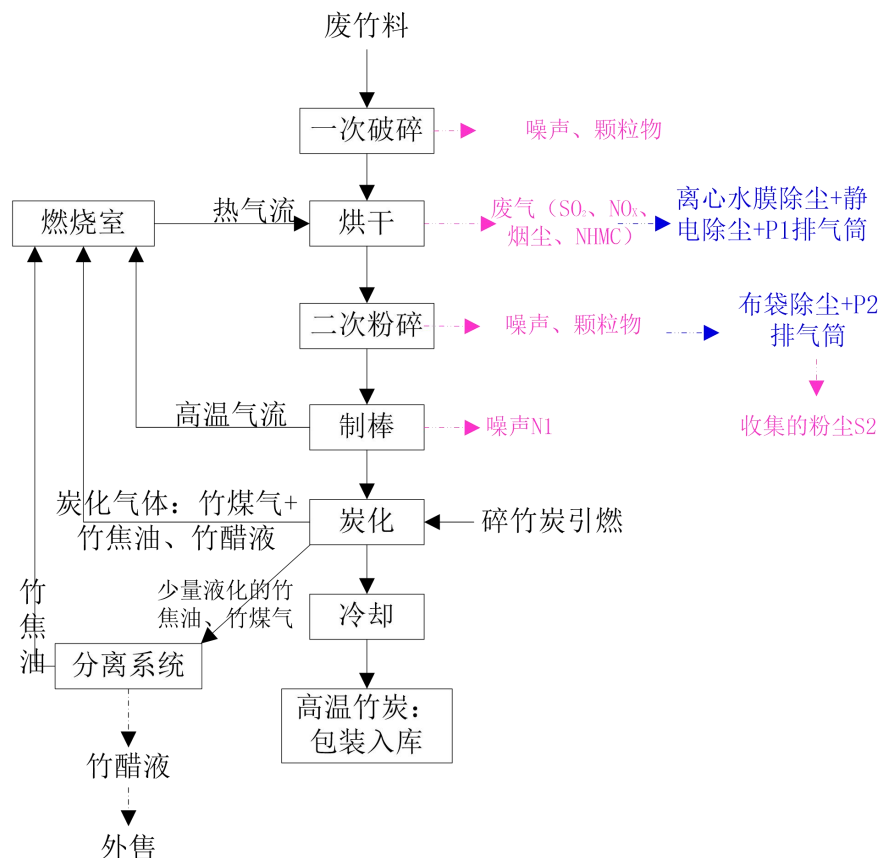 废竹料
一次破碎
噪声、颗粒物
燃烧室
热气流
烘干
废气（SO₂、NOₓ、
烟尘、NHMC）
离心水膜除尘+静
电除尘+P1排气筒
二次粉碎
噪声、颗粒物
布袋除尘+P2
排气筒
高温气流
制棒
噪声N1
收集的粉尘S2
炭化气体：竹煤气+
竹焦油、竹醋液
炭化
碎竹炭引燃
竹
焦
油
少量液化的竹
焦油、竹煤气
冷却
分离系统
高温竹炭：
包装入库
竹醋液
外售